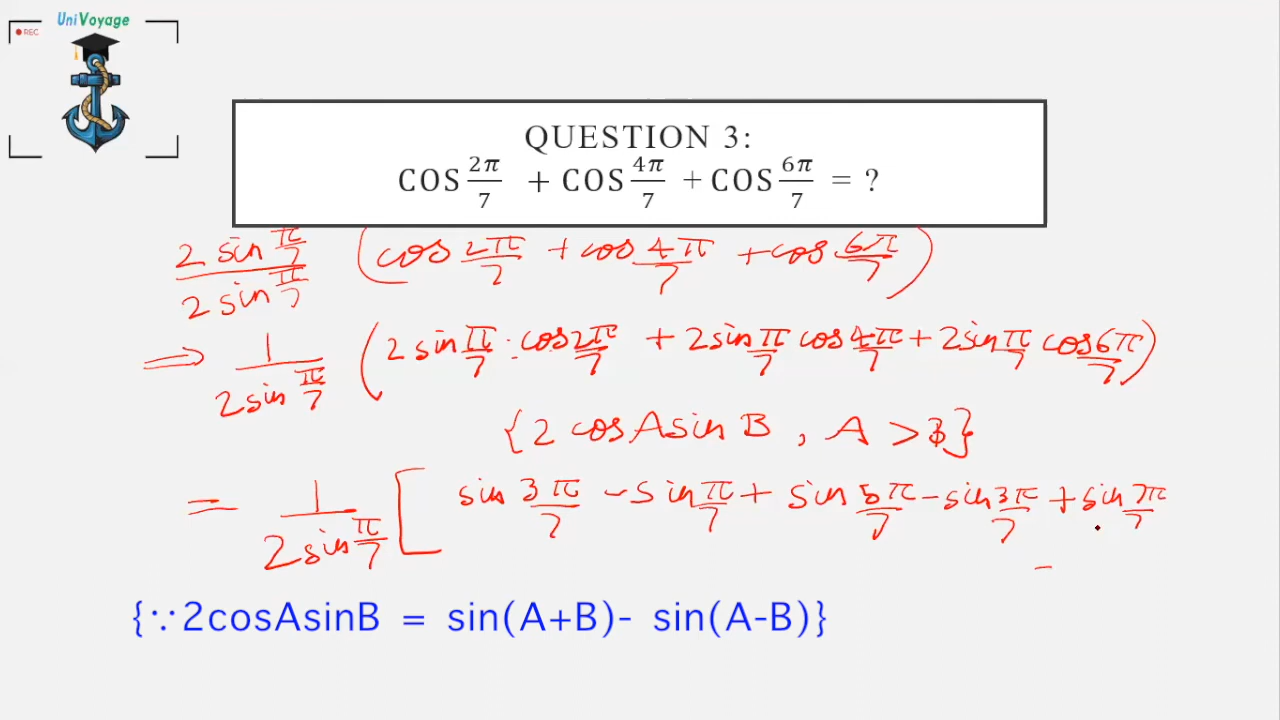 UniVoyage
REC
QUESTION 3:
COS 2π/7 + COS 4π/7 + COS 6π/7 = ?
2 sin π/7 / 2 sin π/7 (cos 2π/7 + cos 4π/7 + cos 6π/7)
⇒ 1 / 2 sin π/7 (2 sin π/7 · cos 2π/7 + 2 sin π/7 cos 4π/7 + 2 sin π/7 cos 6π/7)
{2 cos A sin B , A > B}
= 1 / 2 sin π/7 [ sin 3π/7 - sin π/7 + sin 5π/7 - sin 3π/7 + sin 7π/7
-
{∵2cosAsinB = sin(A+B)- sin(A-B)}